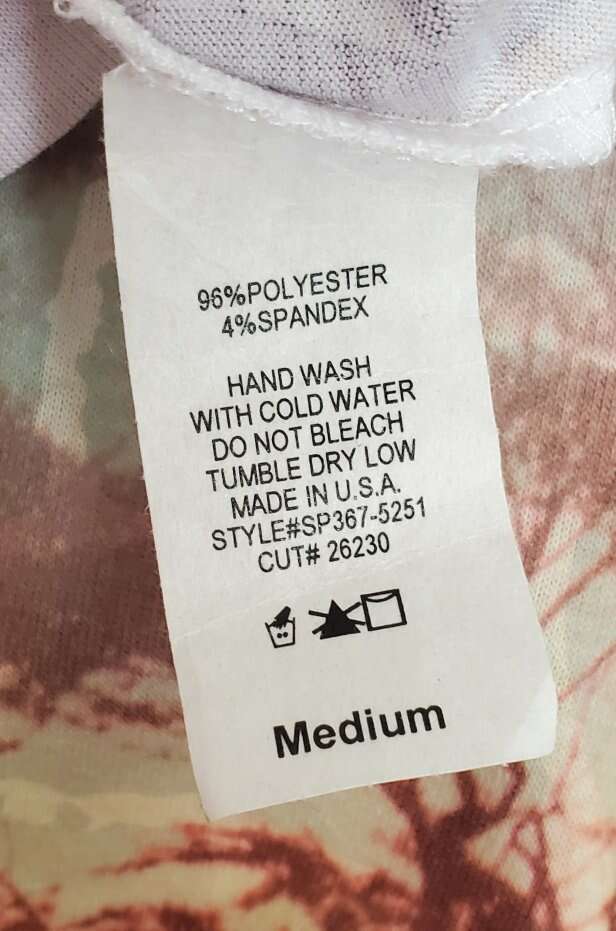 96%POLYESTER
4%SPANDEX
HAND WASH
WITH COLD WATER
DO NOT BLEACH
TUMBLE DRY LOW
MADE IN U.S.A.
STYLE#SP367-5251
CUT# 26230
Medium